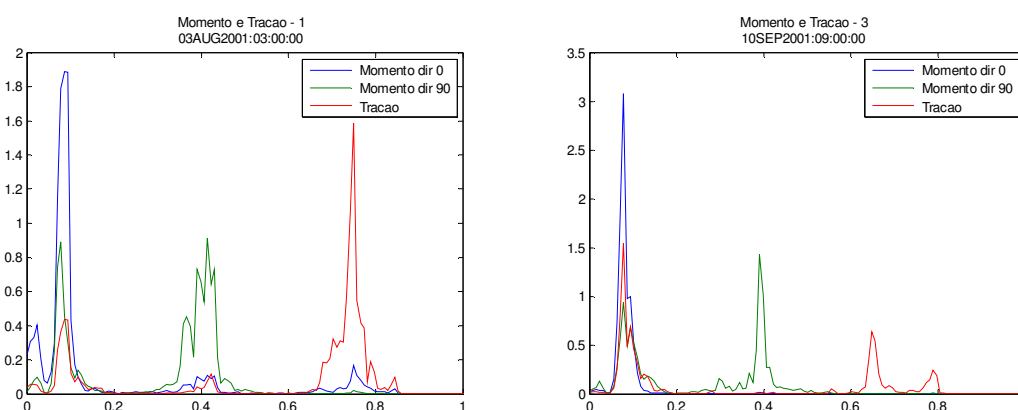 Momento e Tracao - 1
03AUG2001:03:00:00
2
1.8
1.6
1.4
1.2
1
0.8
0.6
0.4
0.2
0
0 0.2 0.4 0.6 0.8 1
Momento dir 0
Momento dir 90
Tracao
Momento e Tracao - 3
10SEP2001:09:00:00
3.5
3
2.5
2
1.5
1
0.5
0
0 0.2 0.4 0.6 0.8
Momento dir 0
Momento dir 90
Tracao